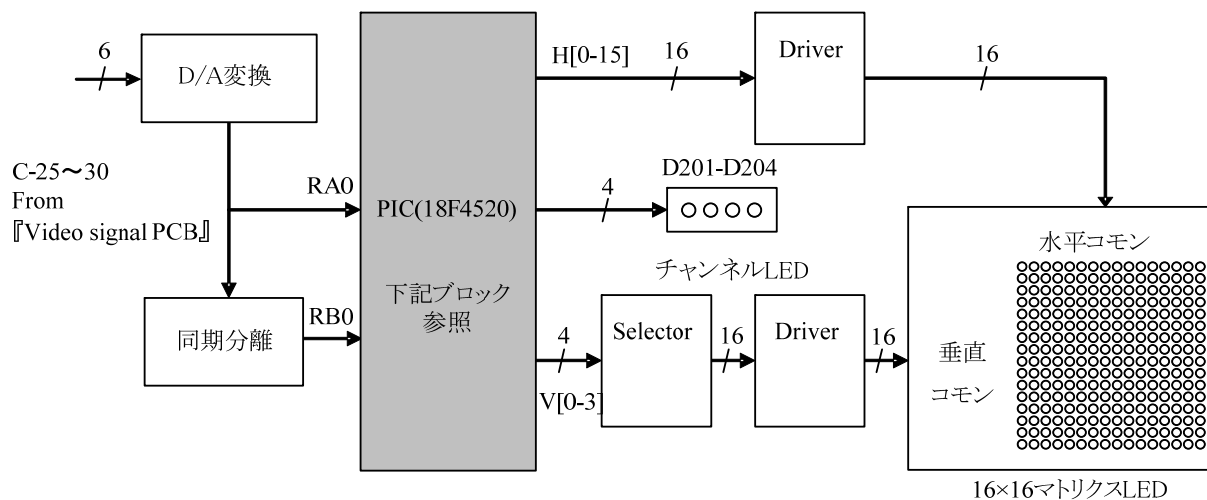 6
D/A変換
C-25～30
From
『Video signal PCB』
同期分離
RA0
RB0
PIC(18F4520)
下記ブロック
参照
H[0-15]
16
Driver
16
D201-D204
4
チャンネルLED
4
V[0-3]
Selector
16
Driver
16
水平コモン
垂直
コモン
16×16マトリクスLED